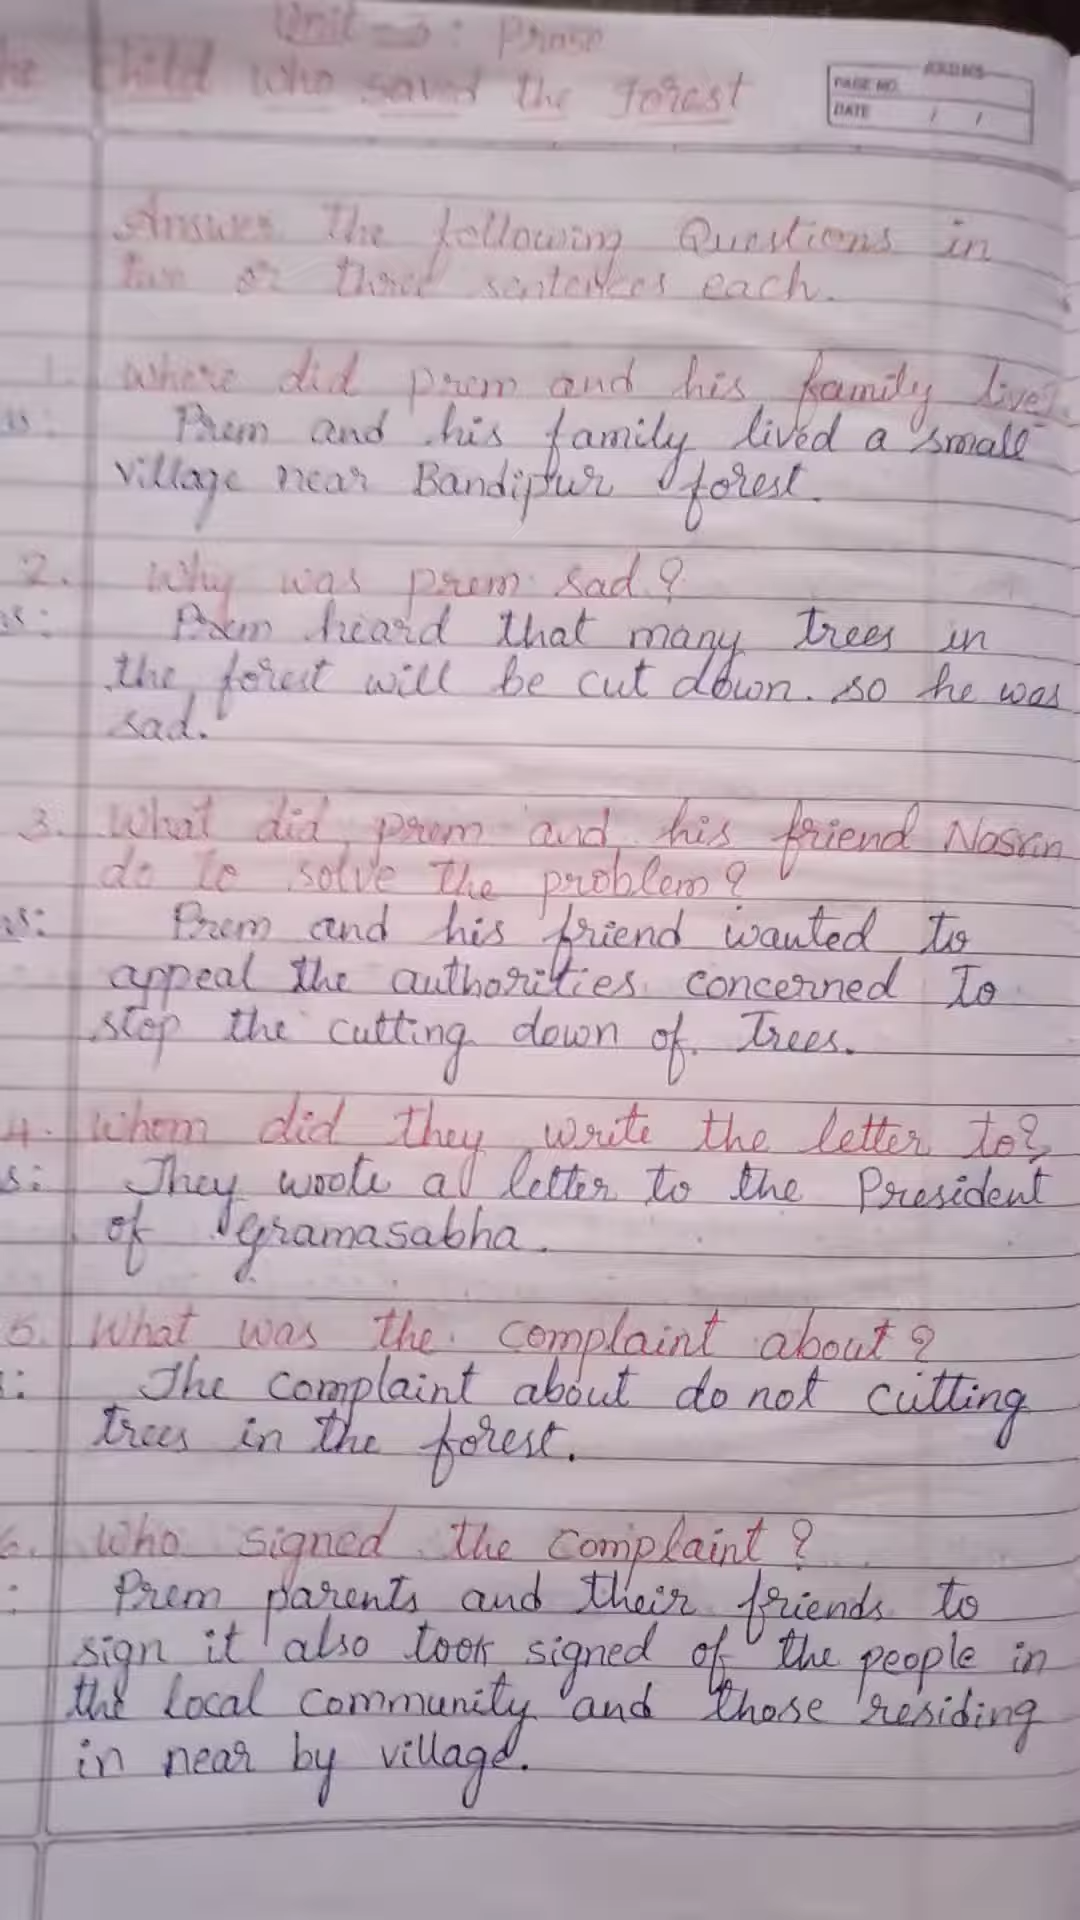 Unit - 3 : Prose
he child who saved the forest
PAGE NO.
DATE / /
Answer The following Questions in
two or three sentences each.
1. Where did prem and his family live?
Prem and his family lived a small
village near Bandipur forest.
2. Why was prem sad?
Prem heard that many trees in
the forest will be cut down. so he was
sad.
3. What did prem and his friend Nasrin
do to solve the problem?
Prem and his friend wanted to
appeal the authorities concerned To
stop the cutting down of Trees.
4. Whom did they write the letter to?
They wrote a letter to the President
of gramasabha.
5. What was the complaint about?
The complaint about do not cutting
trees in the forest.
6. Who signed the complaint?
Prem parents and their friends to
sign it also took signed of the people in
the local community and those residing
in near by village.